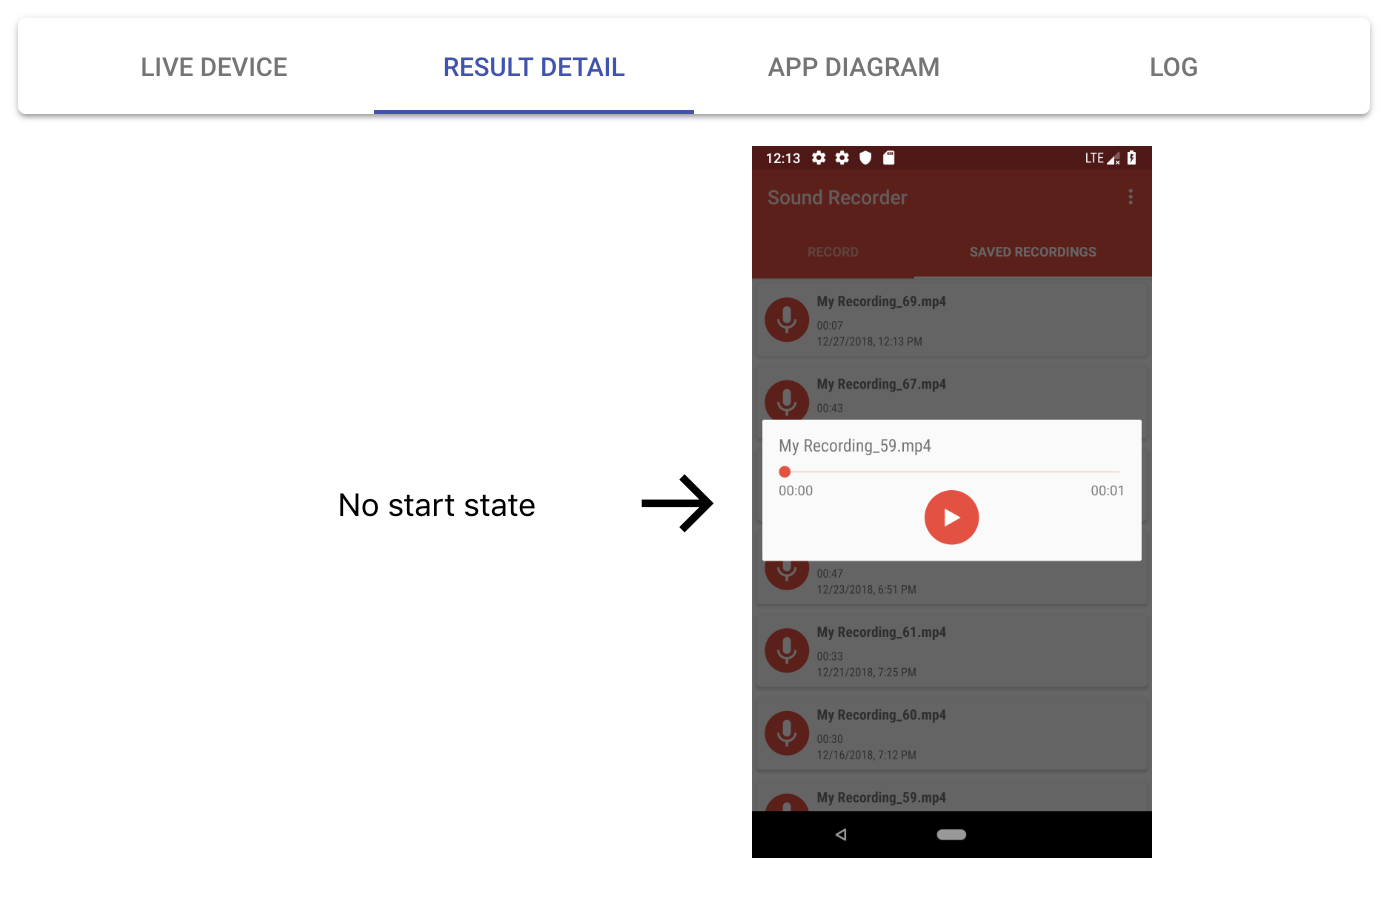 LIVE DEVICE RESULT DETAIL APP DIAGRAM LOG
12:13 LTE
Sound Recorder
RECORD SAVED RECORDINGS
My Recording_69.mp4
00:07
12/27/2018, 12:13 PM
My Recording_67.mp4
00:43
My Recording_59.mp4
00:00 00:01
No start state
00:47
12/23/2018, 6:51 PM
My Recording_61.mp4
00:33
12/21/2018, 7:25 PM
My Recording_60.mp4
00:30
12/16/2018, 7:12 PM
My Recording_59.mp4